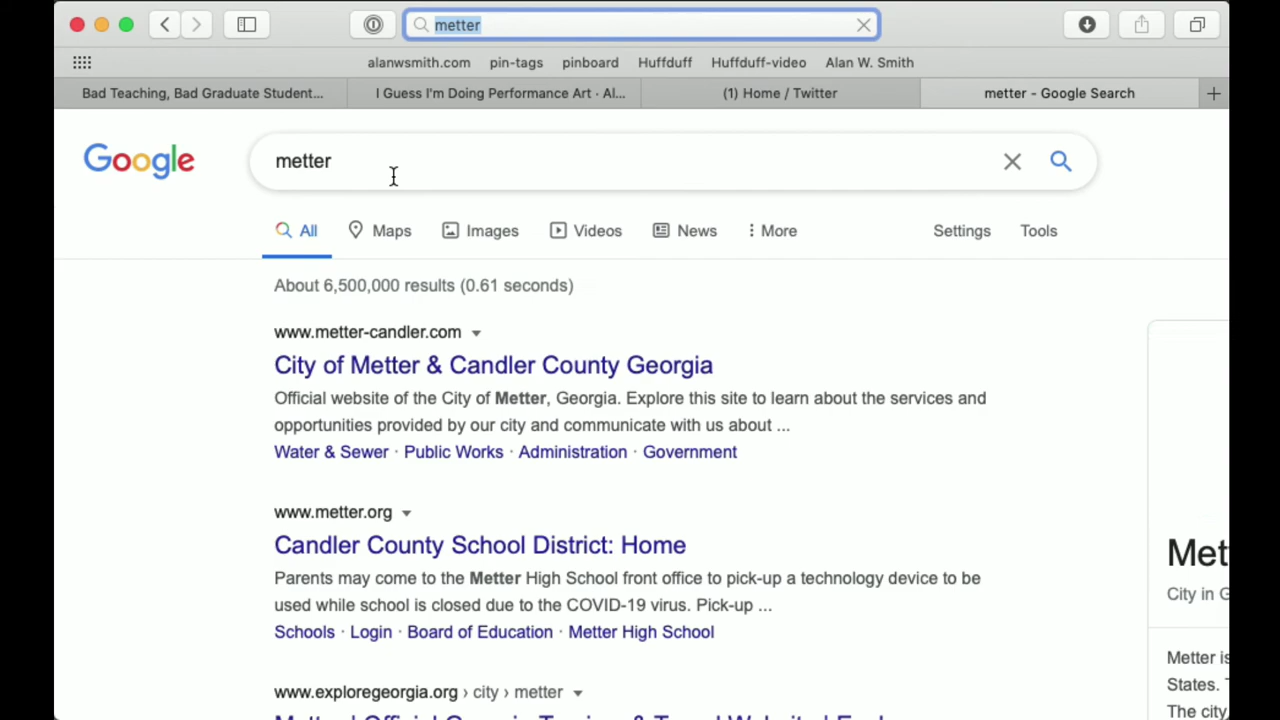 metter
alanwsmith.com pin-tags pinboard Huffduff Huffduff-video Alan W. Smith
Bad Teaching, Bad Graduate Student... I Guess I'm Doing Performance Art · Al... (1) Home / Twitter metter - Google Search
Google metter
All Maps Images Videos News More Settings Tools
About 6,500,000 results (0.61 seconds)
www.metter-candler.com
City of Metter & Candler County Georgia
Official website of the City of Metter, Georgia. Explore this site to learn about the services and
opportunities provided by our city and communicate with us about ...
Water & Sewer · Public Works · Administration · Government
www.metter.org
Candler County School District: Home
Parents may come to the Metter High School front office to pick-up a technology device to be
used while school is closed due to the COVID-19 virus. Pick-up ...
Schools · Login · Board of Education · Metter High School
www.exploregeorgia.org › city › metter
Met
City in G
Metter is
States.
The city